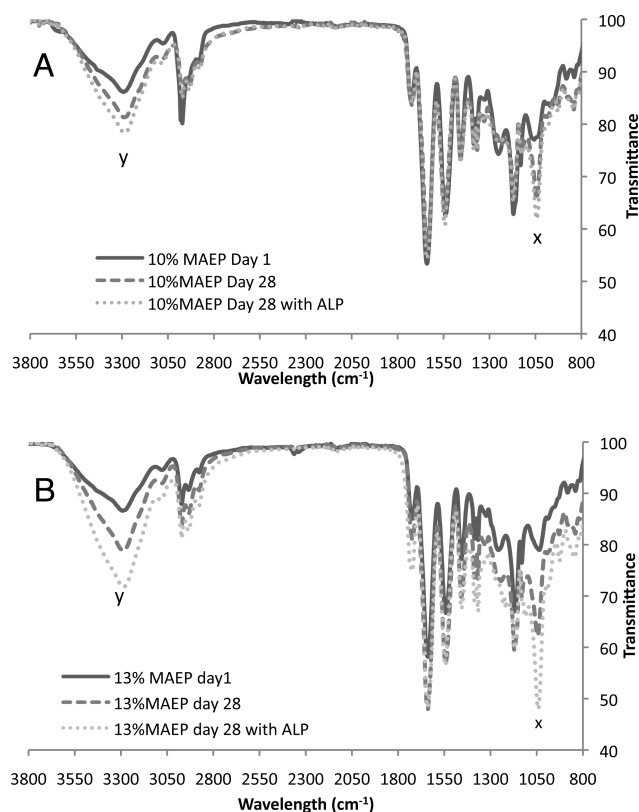 A
100
90
80
70
60
50
40
Transmittance
y
x
10% MAEP Day 1
10%MAEP Day 28
10%MAEP Day 28 with ALP
3800 3550 3300 3050 2800 2550 2300 2050 1800 1550 1300 1050 800
Wavelength (cm-1)
B
100
90
80
70
60
50
40
Transmittance
y
x
13% MAEP day1
13%MAEP day 28
13%MAEP day 28 with ALP
3800 3550 3300 3050 2800 2550 2300 2050 1800 1550 1300 1050 800
Wavelength (cm-1)